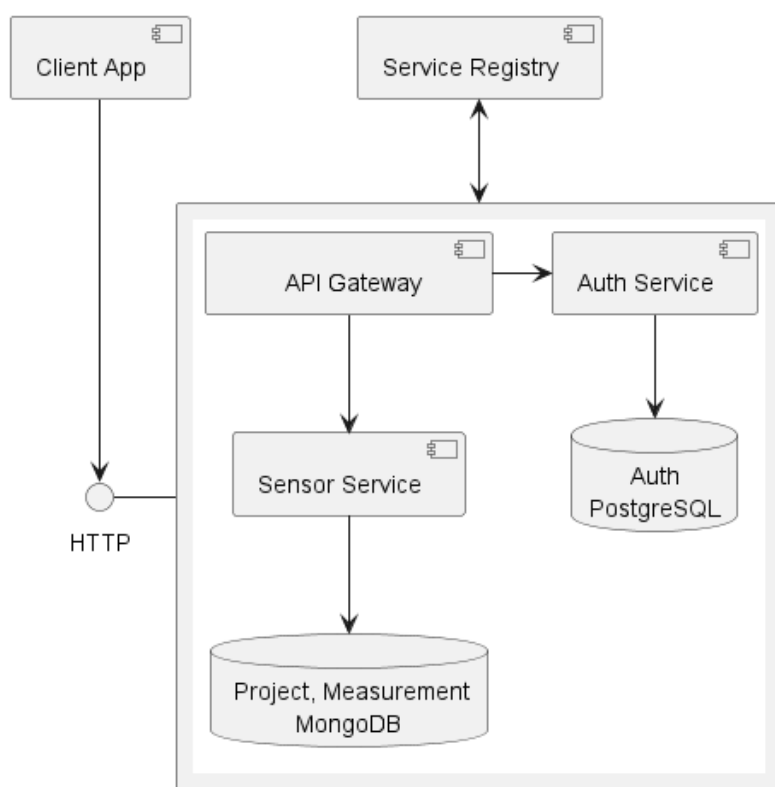 Client App
Service Registry
API Gateway
Auth Service
Sensor Service
Auth
PostgreSQL
HTTP
Project, Measurement
MongoDB